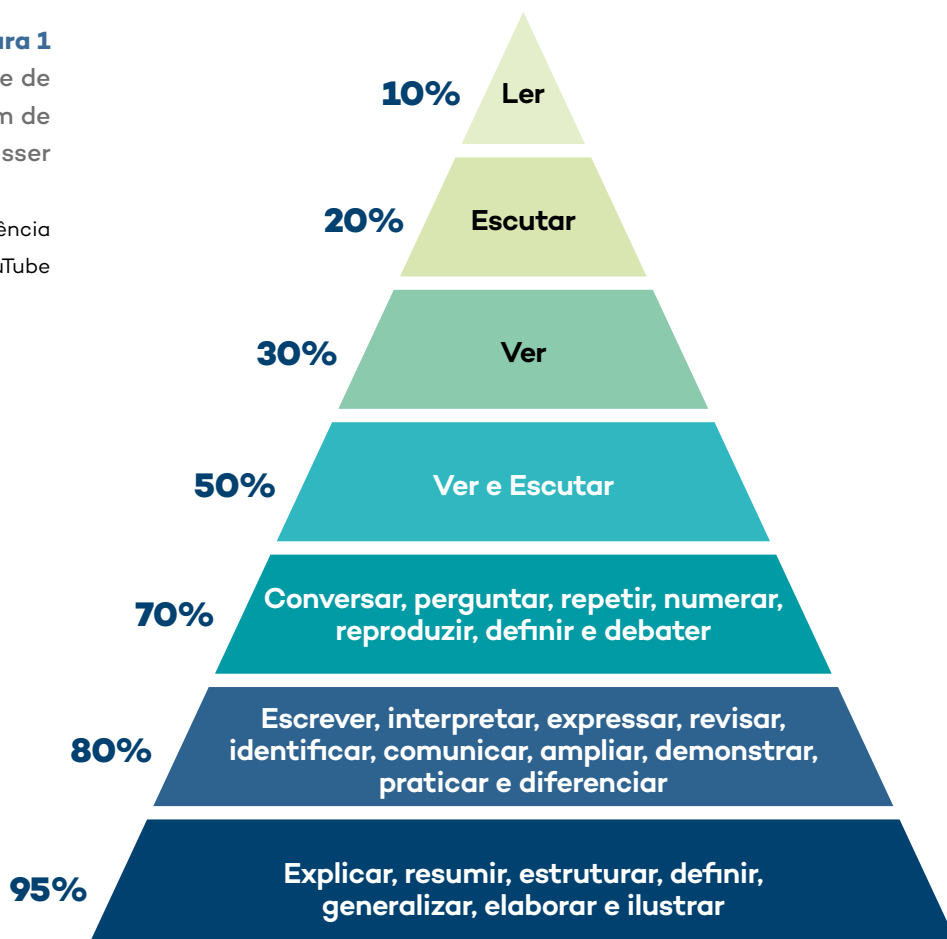 ra 1
e de
m de
sser
ência
uTube
10% Ler
20% Escutar
30% Ver
50% Ver e Escutar
70% Conversar, perguntar, repetir, numerar,
reproduzir, definir e debater
80% Escrever, interpretar, expressar, revisar,
identificar, comunicar, ampliar, demonstrar,
praticar e diferenciar
95% Explicar, resumir, estruturar, definir,
generalizar, elaborar e ilustrar